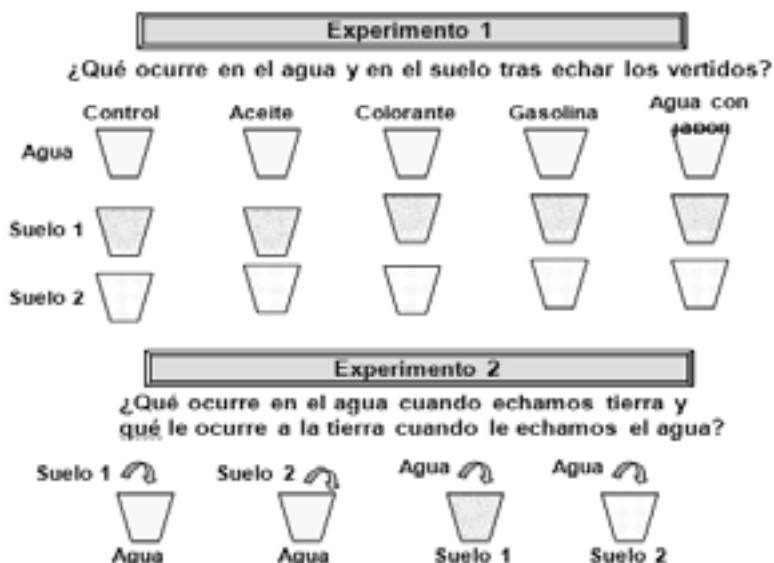 Experimento 1
¿Qué ocurre en el agua y en el suelo tras echar los vertidos?
Control Aceite Colorante Gasolina Agua con jabón
Agua
Suelo 1
Suelo 2
Experimento 2
¿Qué ocurre en el agua cuando echamos tierra y
qué le ocurre a la tierra cuando le echamos el agua?
Suelo 1 Suelo 2 Agua Agua
Agua Agua Suelo 1 Suelo 2